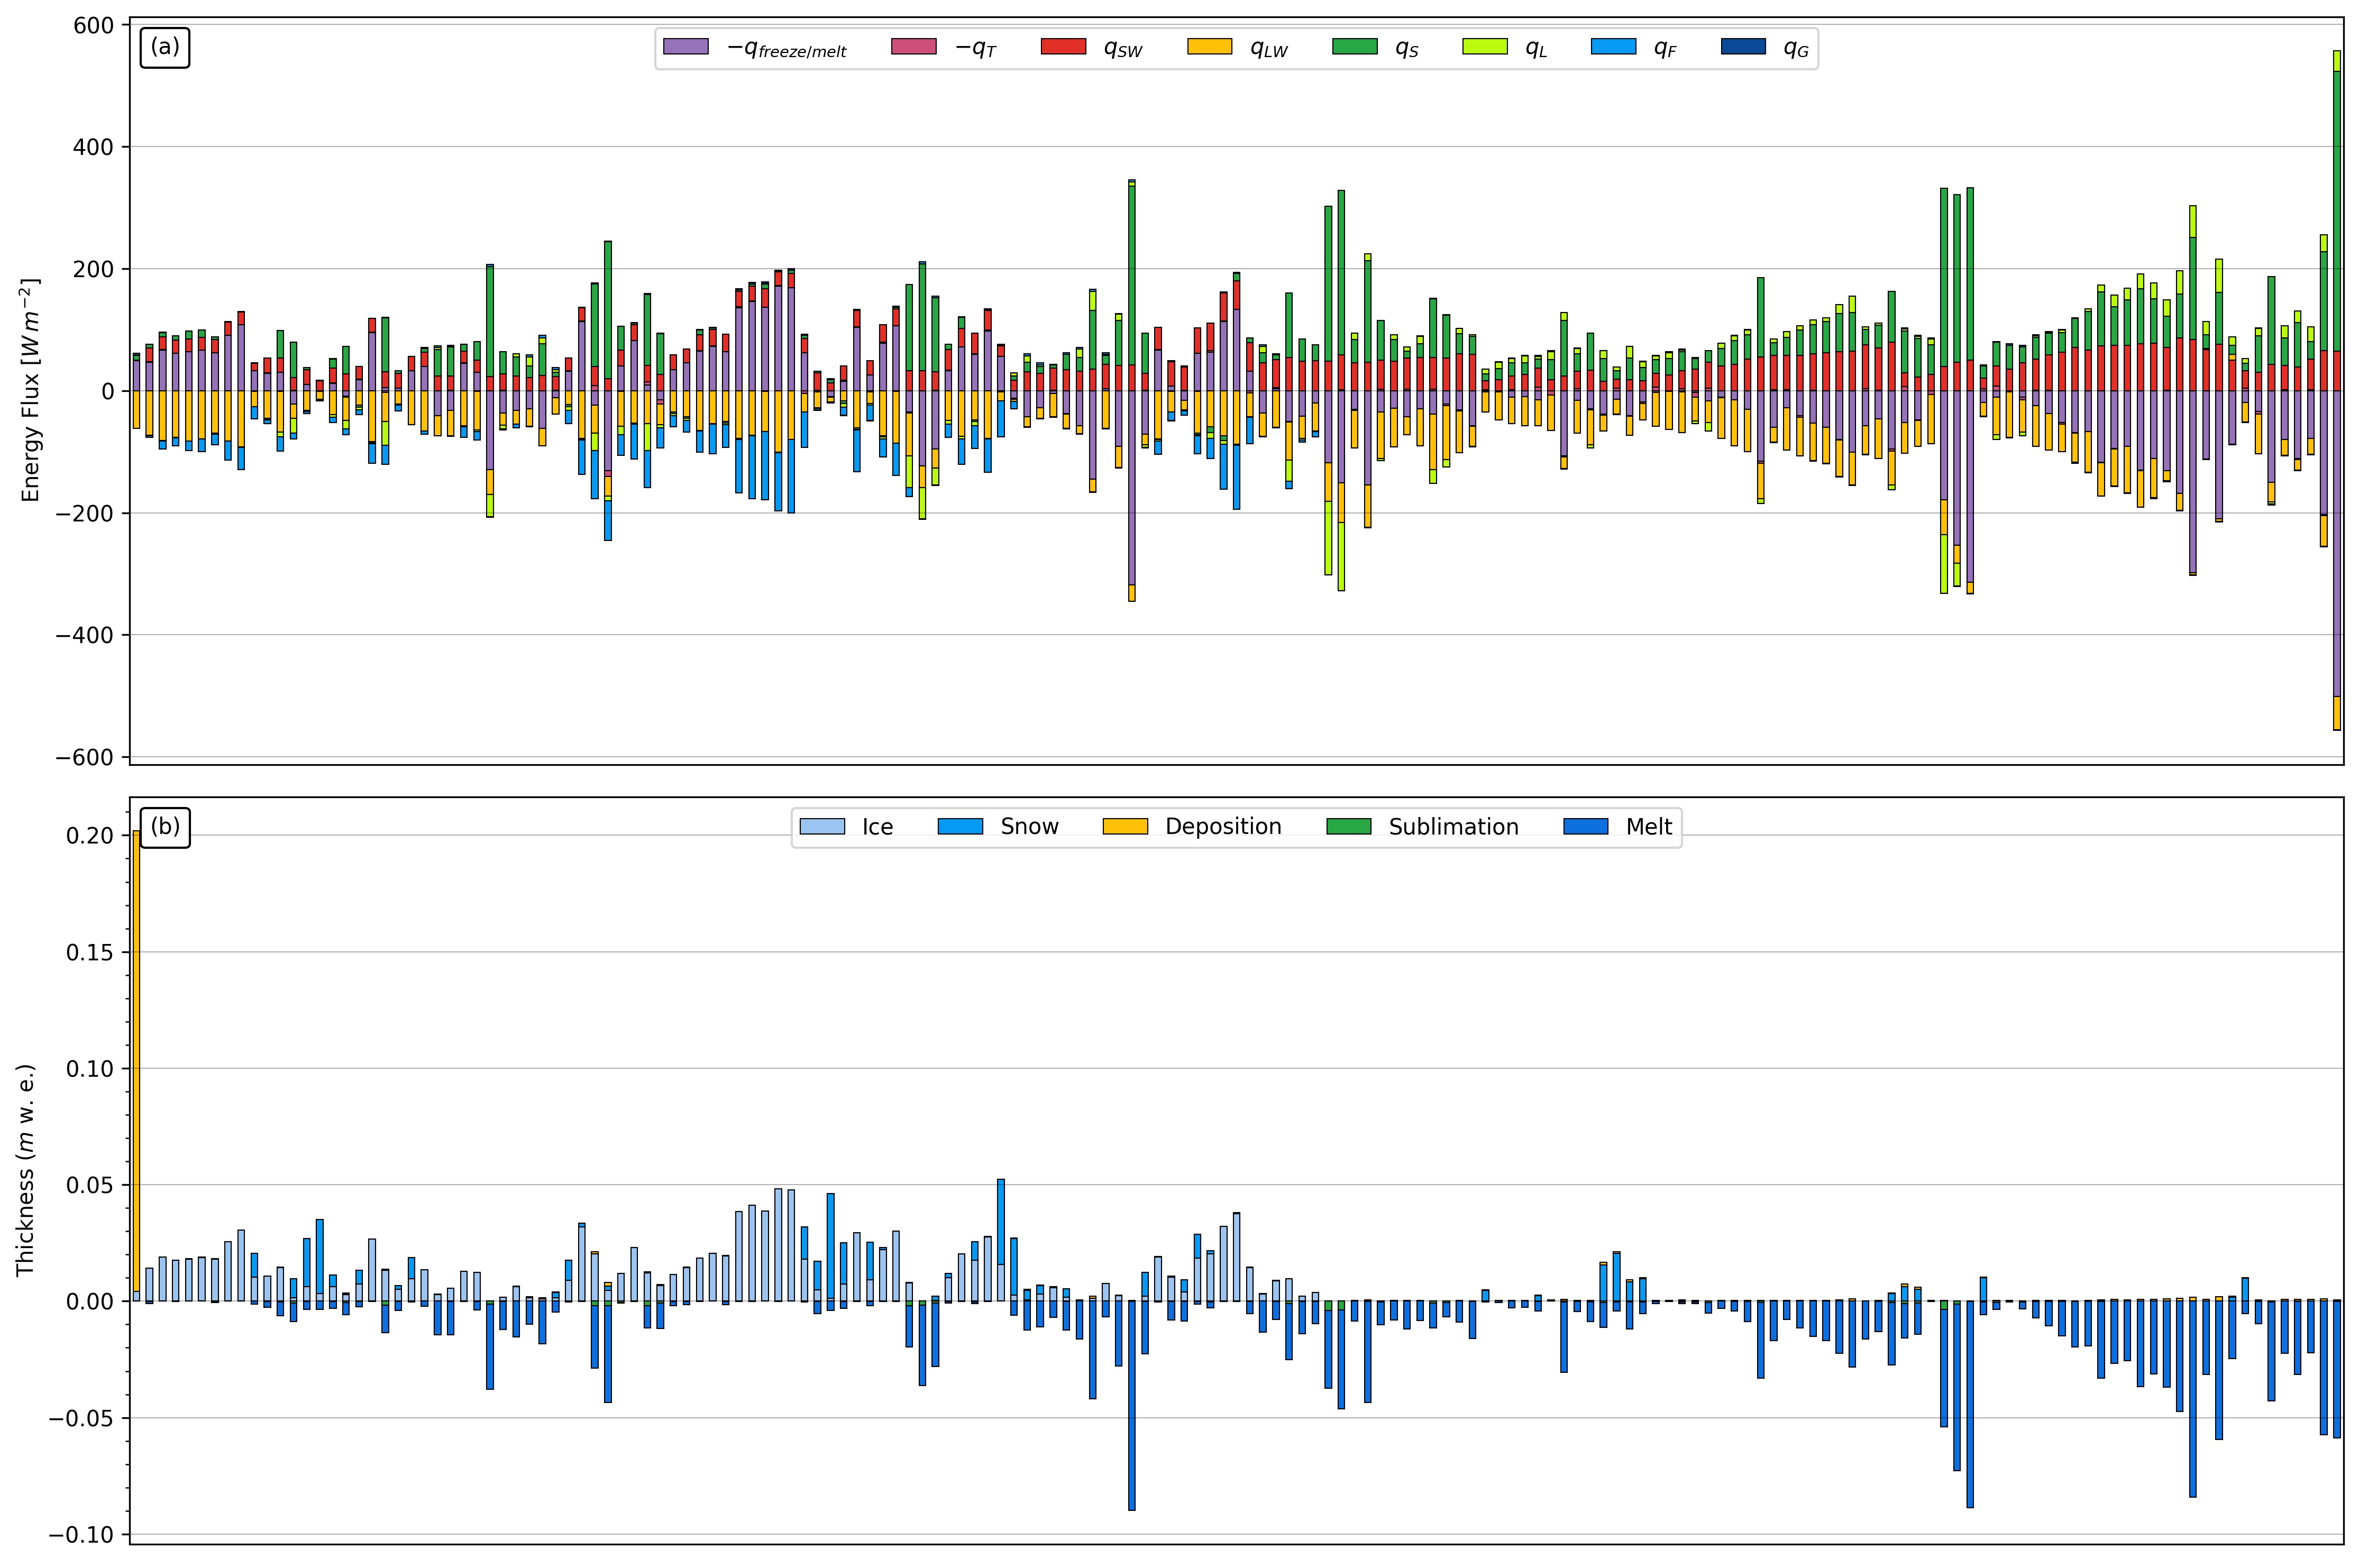 (a)
−q_freeze/melt −q_T q_SW q_LW q_S q_L q_F q_G
Energy Flux [W m⁻²]
600
400
200
0
−200
−400
−600
(b)
Ice Snow Deposition Sublimation Melt
Thickness (m w. e.)
0.20
0.15
0.10
0.05
0.00
−0.05
−0.10